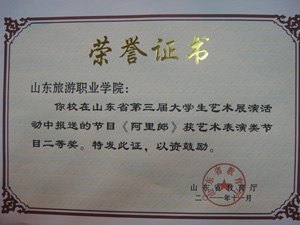 荣誉证书
山东旅游职业学院：
你校在山东省第三届大学生艺术展演活
动中报送的节目《阿里郎》获艺术表演类节
目二等奖。特发此证，以资鼓励。
山东省教育厅
二〇一一年十一月